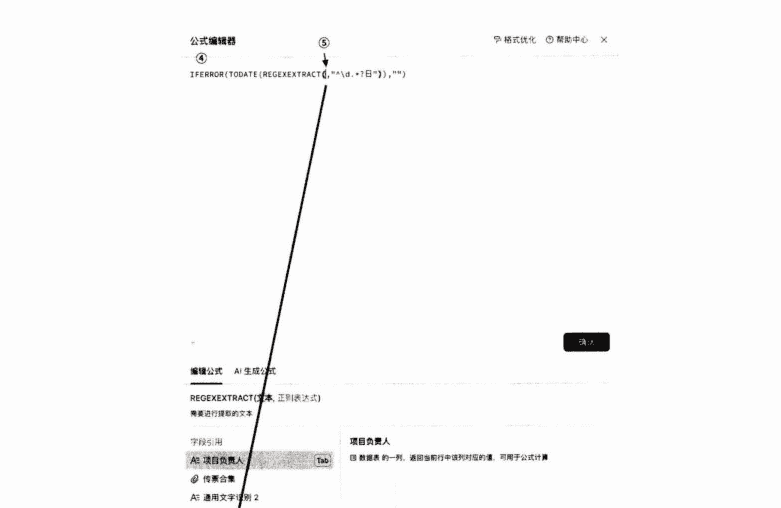 公式编辑器
⑤
格式优化 帮助中心
④
IFERROR(TODATE(REGEXEXTRACT(,"^\d.*?日")),"")
编辑公式 AI 生成公式
REGEXEXTRACT(文本, 正则表达式)
需要进行提取的文本
字段引用
项目负责人 Tab
传票合集
通用文字识别 2
项目负责人
数据表 的一列，返回当前行中该列对应的值，可用于公式计算